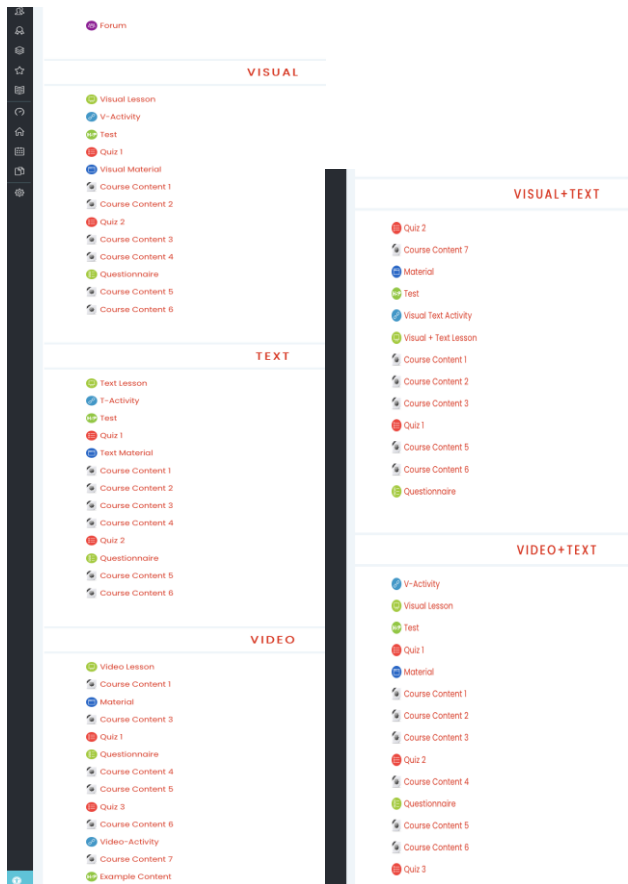 Forum
VISUAL
Visual Lesson
V-Activity
Test
Quiz 1
Visual Material
Course Content 1
Course Content 2
Quiz 2
Course Content 3
Course Content 4
Questionnaire
Course Content 5
Course Content 6
TEXT
Text Lesson
T-Activity
Test
Quiz 1
Text Material
Course Content 1
Course Content 2
Course Content 3
Course Content 4
Quiz 2
Questionnaire
Course Content 5
Course Content 6
VIDEO
Video Lesson
Course Content 1
Material
Course Content 3
Quiz 1
Questionnaire
Course Content 4
Course Content 5
Quiz 3
Course Content 6
Video-Activity
Course Content 7
Example Content
VISUAL+TEXT
Quiz 2
Course Content 7
Material
Test
Visual Text Activity
Visual + Text Lesson
Course Content 1
Course Content 2
Course Content 3
Quiz 1
Course Content 5
Course Content 6
Questionnaire
VIDEO+TEXT
V-Activity
Visual Lesson
Test
Quiz 1
Material
Course Content 1
Course Content 2
Course Content 3
Quiz 2
Course Content 4
Questionnaire
Course Content 5
Course Content 6
Quiz 3